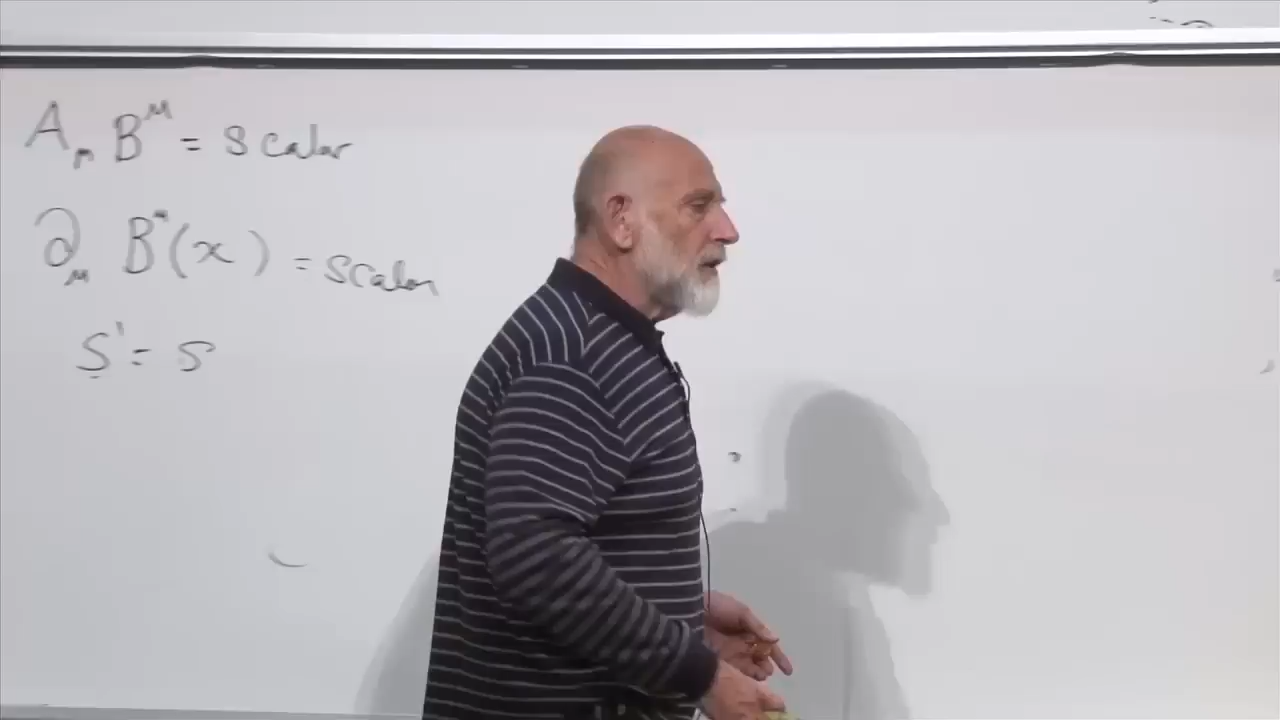 A_μ B^μ = Scalar
∂_μ B^μ(x) = Scalar
S' = S